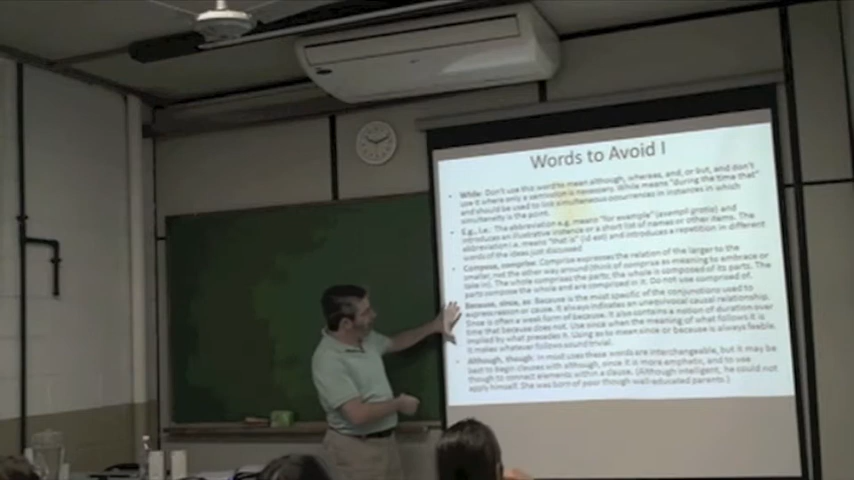 Words to Avoid I
• While: Don't use this word to mean although, whereas, and, or but, and don't
use it where only a semicolon is necessary. While means "during the time that"
and should be used to link simultaneous occurrences in instances in which
simultaneity is the point.
• E.g., i.e.: The abbreviation e.g. means "for example" (exempli gratia) and
introduces an illustrative instance or a short list of names or other items. The
abbreviation i.e. means "that is" (id est) and introduces a repetition in different
words of the ideas just discussed
• Compose, comprise: Comprise expresses the relation of the larger to the
smaller, not the other way around (think of comprise as meaning to embrace or
take in). The whole comprises the parts; the whole is composed of its parts. The
parts compose the whole and are comprised in it. Do not use comprised of.
• Because, since, as: Because is the most specific of the conjunctions used to
express reason or cause. It always indicates an unequivocal causal relationship.
Since is often a weak form of because. It also contains a notion of duration over
time that because does not. Use since when the meaning of what follows it is
implied by what precedes it. Using as to mean since or because is always feeble.
It makes whatever follows sound trivial.
• Although, though: In most uses these words are interchangeable, but it may be
best to begin clauses with although, since it is more emphatic, and to use
though to connect elements within a clause. (Although intelligent, he could not
apply himself. She was born of poor though well-educated parents.)